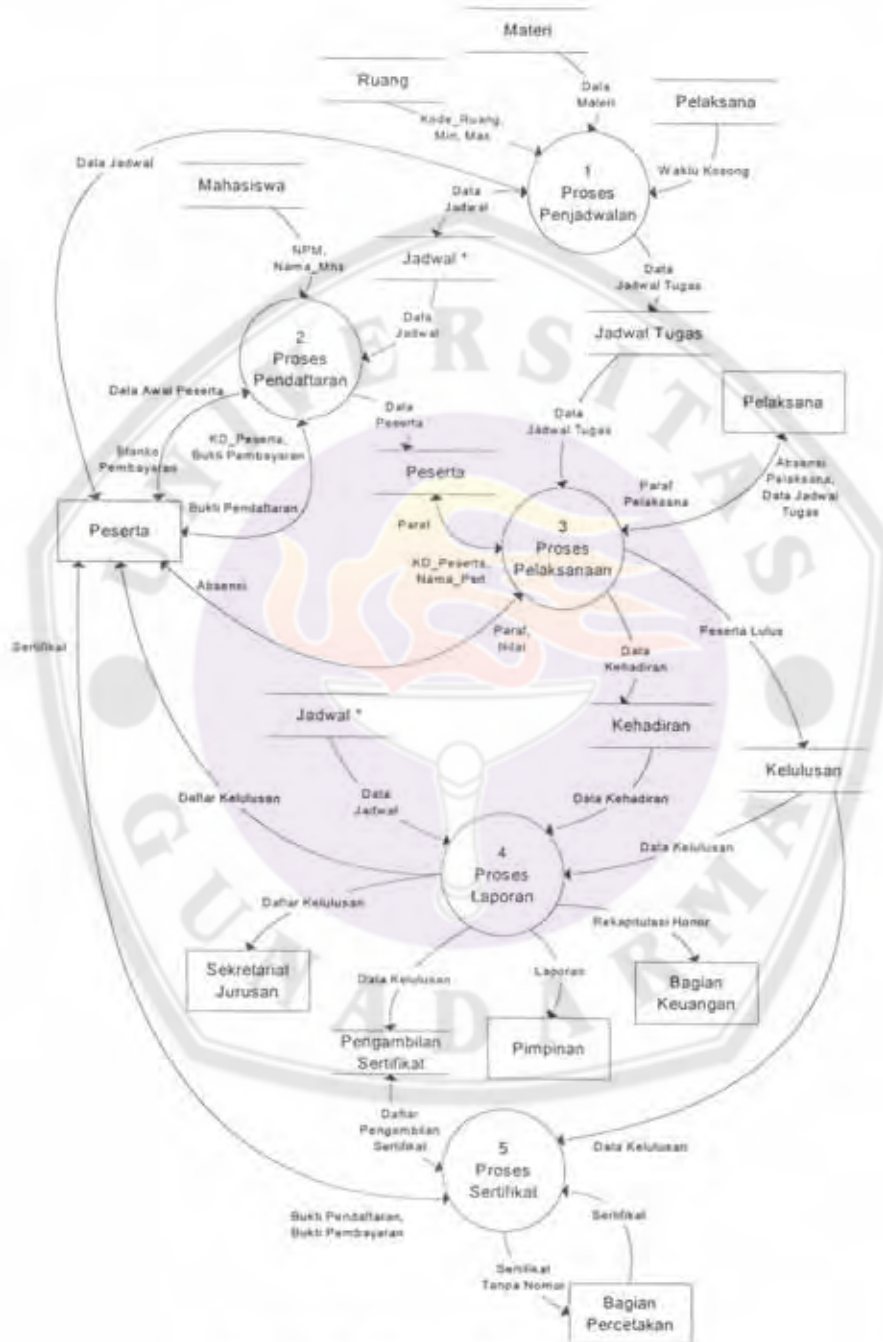 Materi
Ruang
Data
Materi
Pelaksana
Kode_Ruang,
Min, Max
Data Jadwal
1
Proses
Penjadwalan
Waktu Kosong
Mahasiswa
Data
Jadwal
NPM,
Nama_Mhs
Jadwal *
Data
Jadwal Tugas
Data
Jadwal
Jadwal Tugas
2
Proses
Pendaftaran
Data Awal Peserta
Data
Peserta
Data
Jadwal Tugas
Pelaksana
Blanko
Pembayaran
KD_Peserta,
Bukti Pembayaran
Peserta
Paraf
Pelaksana
Absensi
Pelaksana,
Data Jadwal
Tugas
Bukti Pendaftaran
Peserta
Paraf
3
Proses
Pelaksanaan
KD_Peserta,
Absensi
Paraf,
Nilai
Peserta Lulus
Data
Kehadiran
Sertifikat
Jadwal *
Kehadiran
Kelulusan
Daftar Kelulusan
Data
Jadwal
Data Kehadiran
4
Proses
Laporan
Data Kelulusan
Daftar Kelulusan
Rekapitulasi Honor
Sekretariat
Jurusan
Data Kelulusan
Laporan
Bagian
Keuangan
Pengambilan
Sertifikat
Pimpinan
Daftar
Pengambilan
Sertifikat
5
Proses
Sertifikat
Data Kelulusan
Bukti Pendaftaran,
Bukti Pembayaran
Sertifikat
Sertifikat
Tanpa Nomor
Bagian
Percetakan
UNIVERSITAS
GUNADARMA